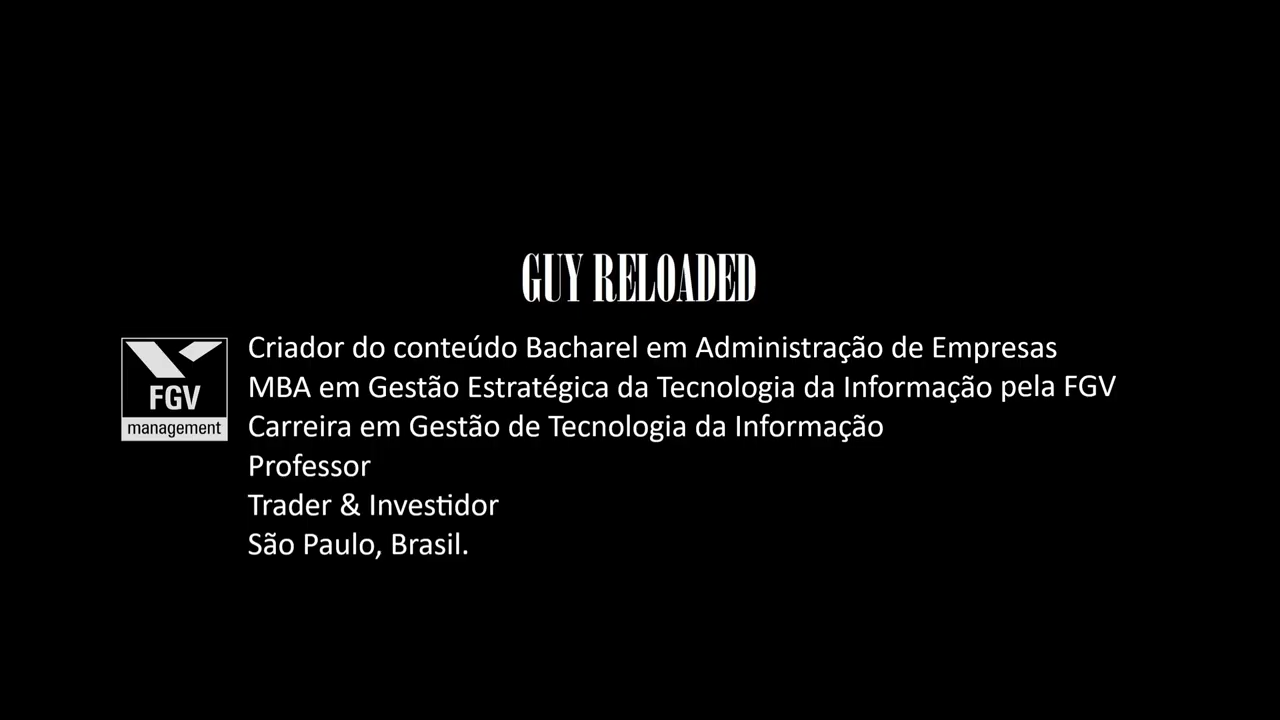 GUY RELOADED
FGV
management
Criador do conteúdo Bacharel em Administração de Empresas
MBA em Gestão Estratégica da Tecnologia da Informação pela FGV
Carreira em Gestão de Tecnologia da Informação
Professor
Trader & Investidor
São Paulo, Brasil.